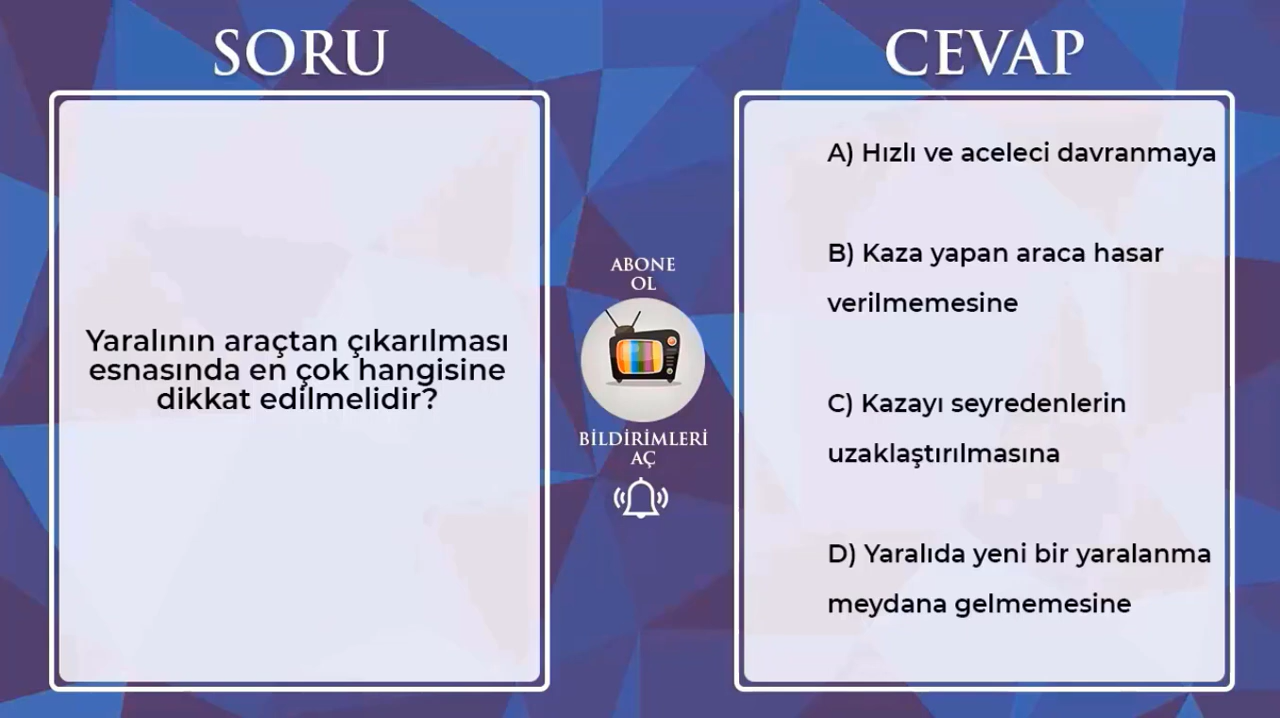 SORU
Yaralının araçtan çıkarılması
esnasında en çok hangisine
dikkat edilmelidir?
ABONE
OL
BİLDİRİMLERİ
AÇ
CEVAP
A) Hızlı ve aceleci davranmaya
B) Kaza yapan araca hasar
verilmemesine
C) Kazayı seyredenlerin
uzaklaştırılmasına
D) Yaralıda yeni bir yaralanma
meydana gelmemesine